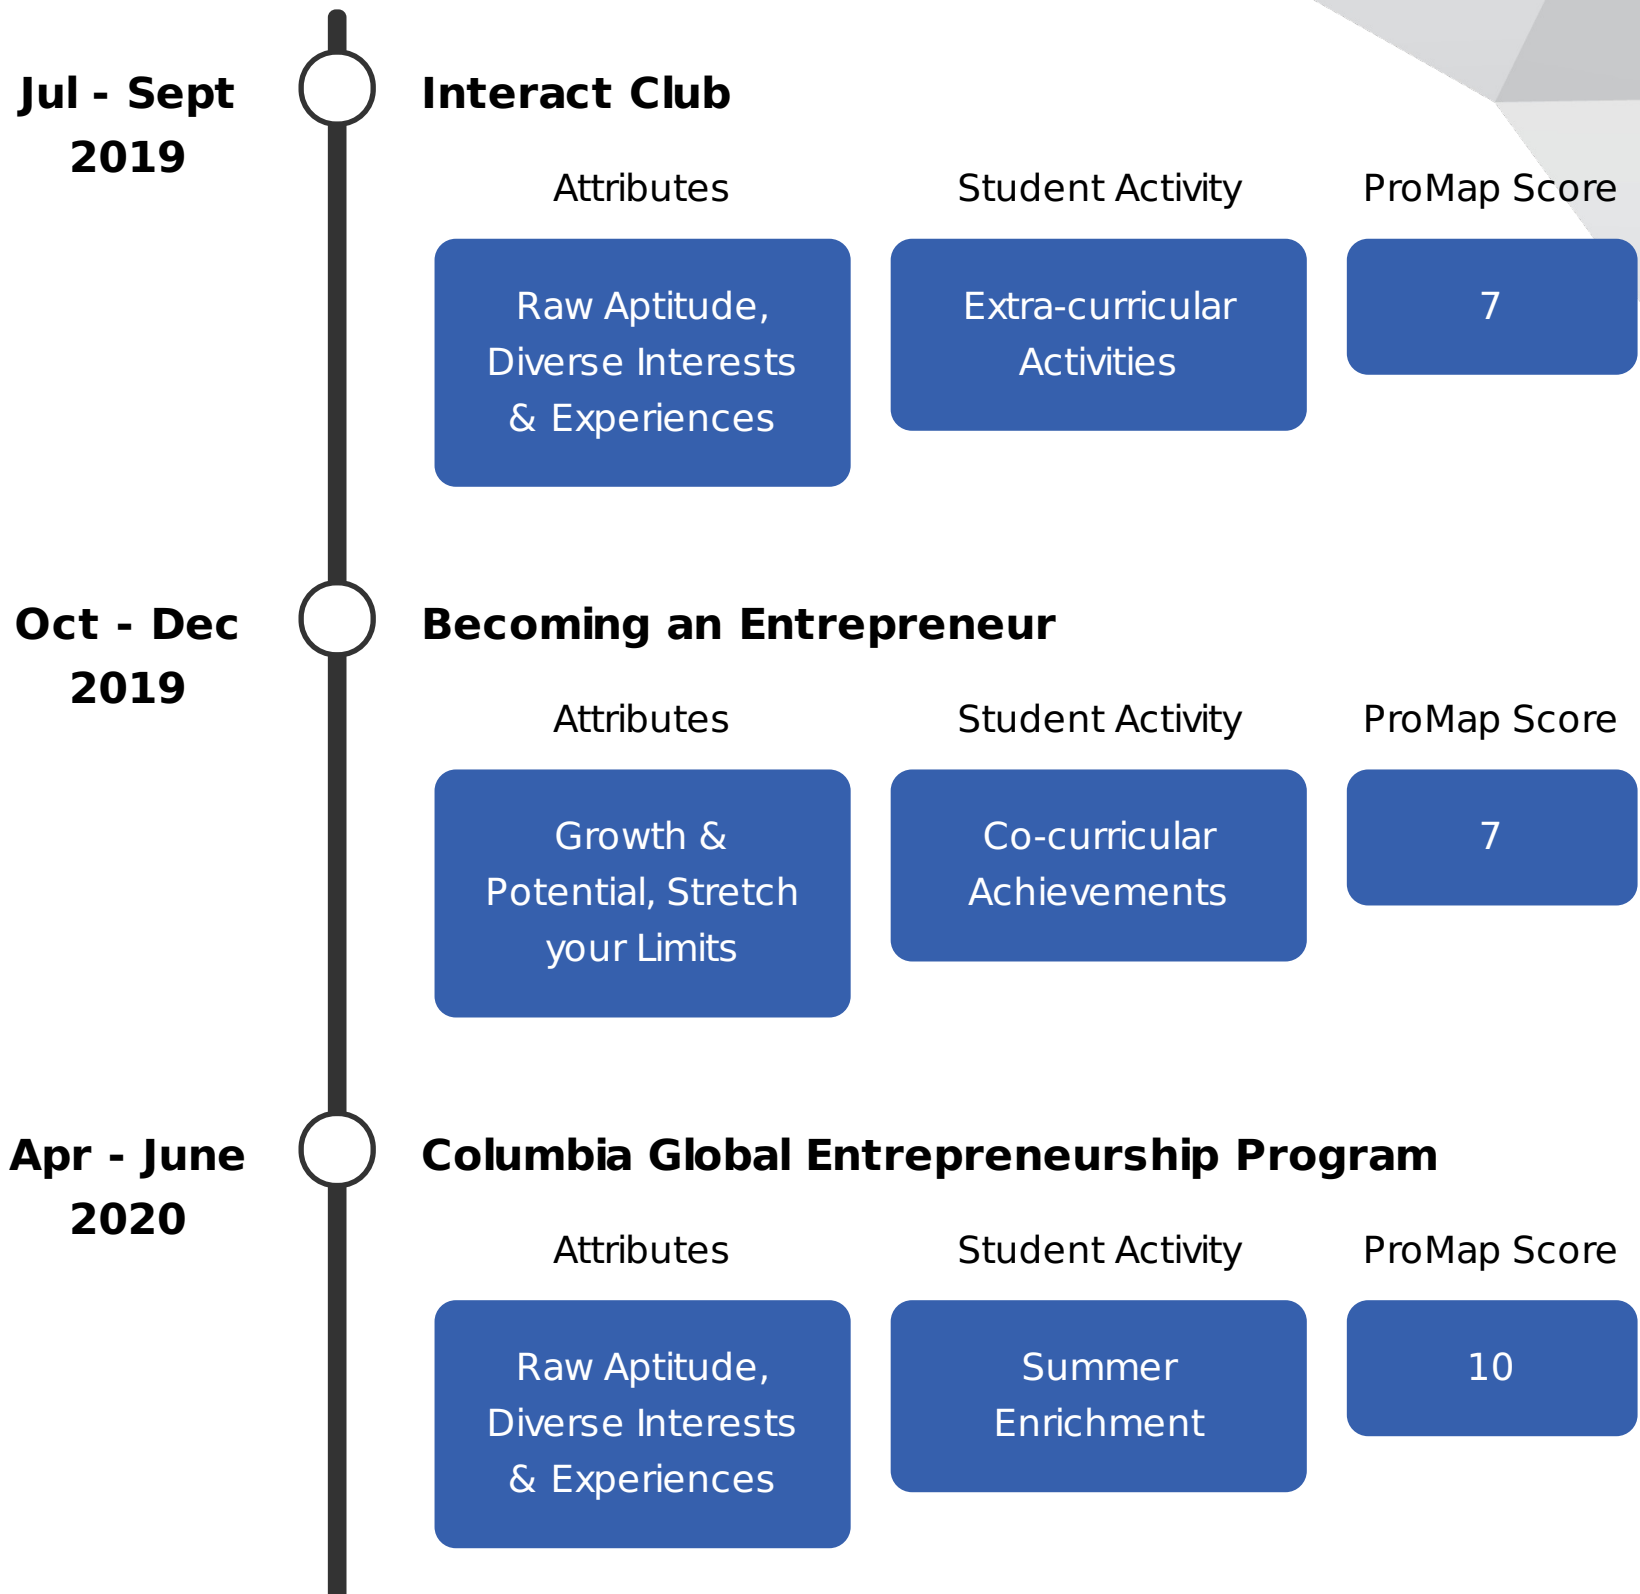 Jul - Sept
2019
Interact Club
Attributes
Student Activity
ProMap Score
Raw Aptitude,
Diverse Interests
& Experiences
Extra-curricular
Activities
7
Oct - Dec
2019
Becoming an Entrepreneur
Attributes
Student Activity
ProMap Score
Growth &
Potential, Stretch
your Limits
Co-curricular
Achievements
7
Apr - June
2020
Columbia Global Entrepreneurship Program
Attributes
Student Activity
ProMap Score
Raw Aptitude,
Diverse Interests
& Experiences
Summer
Enrichment
10